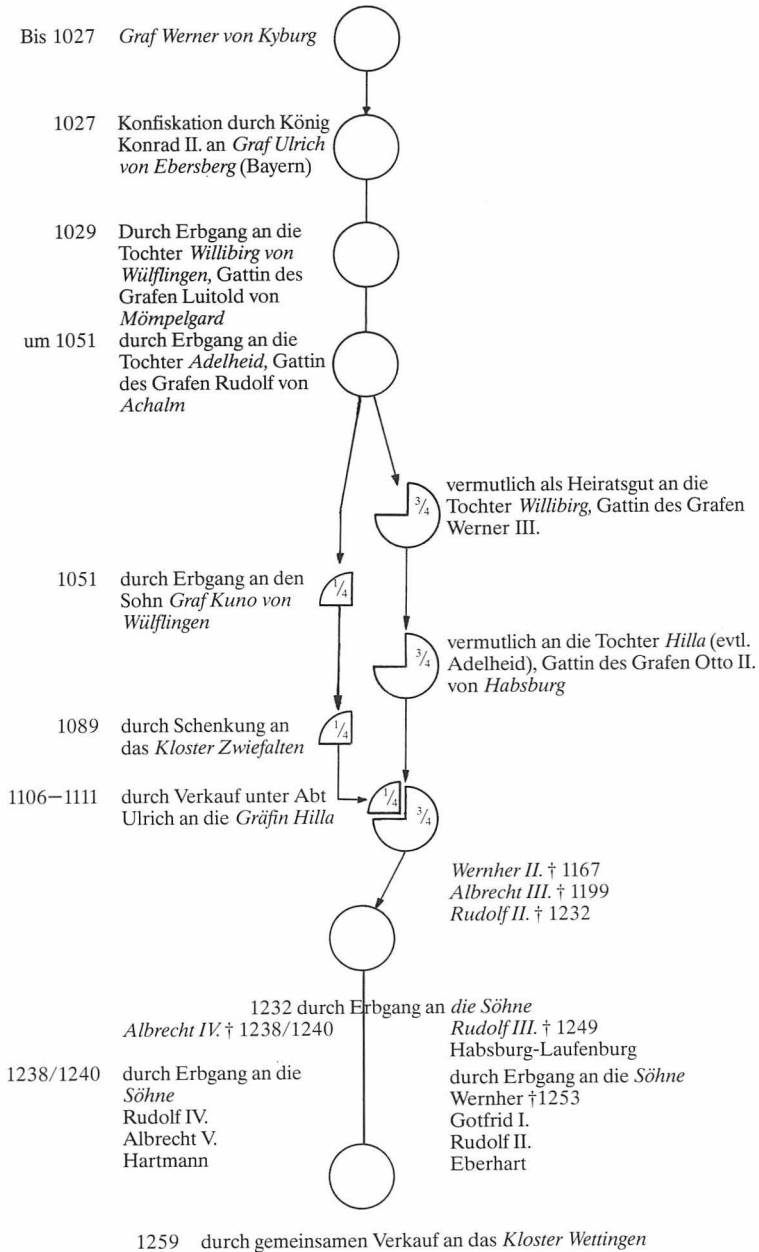 Bis 1027 Graf Werner von Kyburg
1027 Konfiskation durch König
Konrad II. an Graf Ulrich
von Ebersberg (Bayern)
1029 Durch Erbgang an die
Tochter Willibirg von
Wülflingen, Gattin des
Grafen Luitold von
Mömpelgard
um 1051 durch Erbgang an die
Tochter Adelheid, Gattin
des Grafen Rudolf von
Achalm
3/4
vermutlich als Heiratsgut an die
Tochter Willibirg, Gattin des Grafen
Werner III.
1051 durch Erbgang an den
Sohn Graf Kuno von
Wülflingen
1/4
3/4
vermutlich an die Tochter Hilla (evtl.
Adelheid), Gattin des Grafen Otto II.
von Habsburg
1089 durch Schenkung an
das Kloster Zwiefalten
1/4
1106–1111 durch Verkauf unter Abt
Ulrich an die Gräfin Hilla
1/4
3/4
Wernher II. † 1167
Albrecht III. † 1199
Rudolf II. † 1232
1232 durch Erbgang an die Söhne
Albrecht IV. † 1238/1240
Rudolf III. † 1249
Habsburg-Laufenburg
1238/1240 durch Erbgang an die
Söhne
Rudolf IV.
Albrecht V.
Hartmann
durch Erbgang an die Söhne
Wernher †1253
Gotfrid I.
Rudolf II.
Eberhart
1259 durch gemeinsamen Verkauf an das Kloster Wettingen